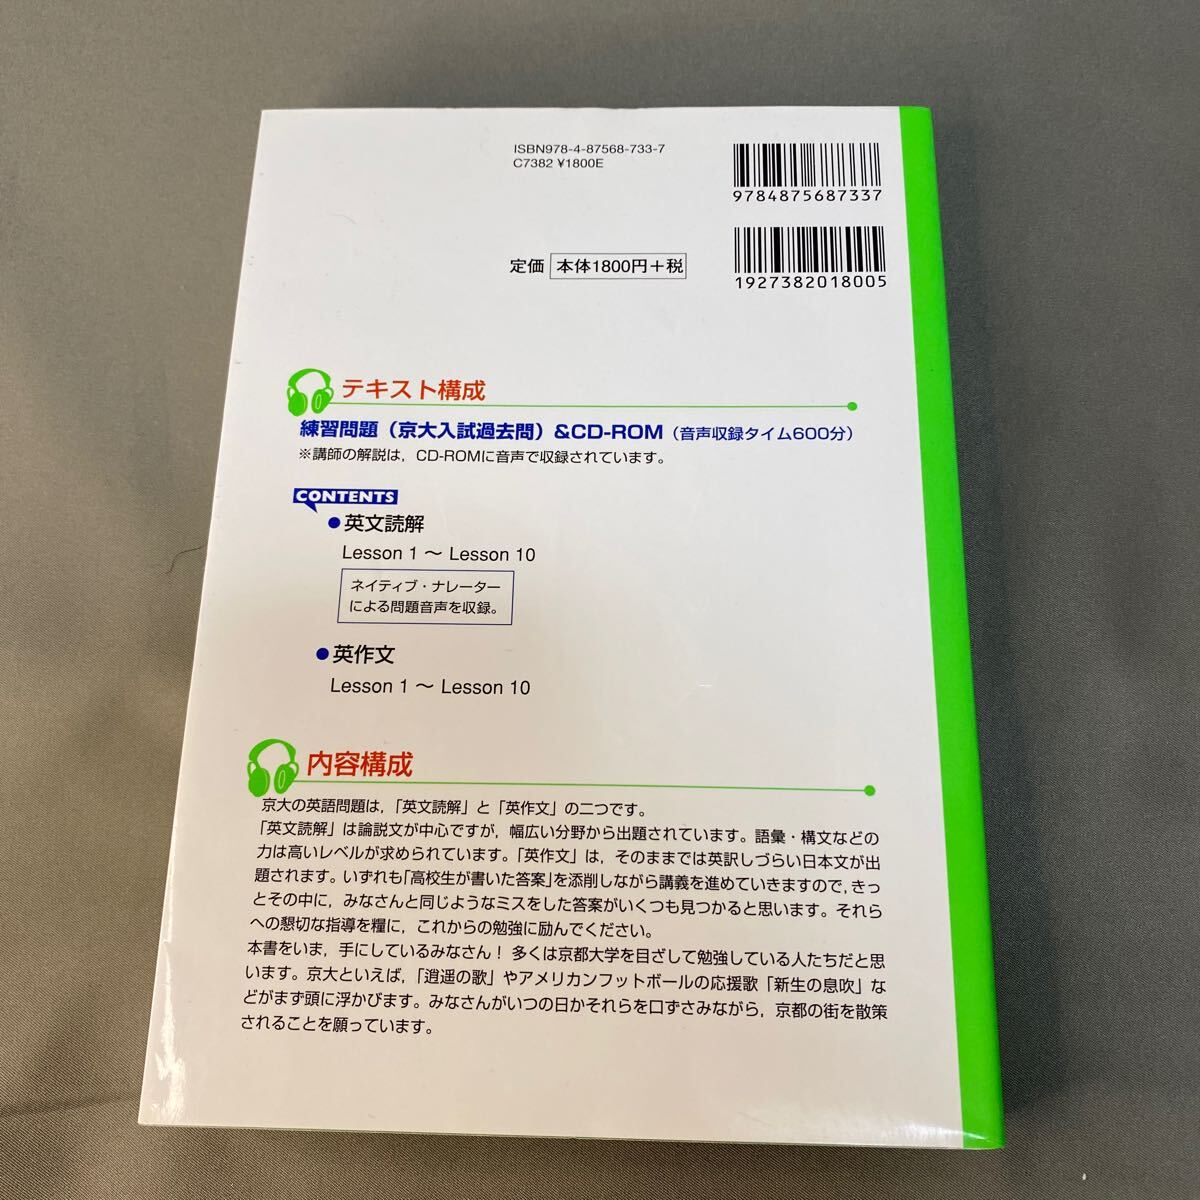 ISBN978-4-87568-733-7
C7382 ¥1800E
9784875687337
定価 本体1800円+税
1927382018005
テキスト構成
練習問題（京大入試過去問）&CD-ROM（音声収録タイム600分）
※講師の解説は，CD-ROMに音声で収録されています。
CONTENTS
●英文読解
Lesson 1 ～ Lesson 10
ネイティブ・ナレーター
による問題音声を収録。
●英作文
Lesson 1 ～ Lesson 10
内容構成
京大の英語問題は，「英文読解」と「英作文」の二つです。
「英文読解」は論説文が中心ですが，幅広い分野から出題されています。語彙・構文などの
力は高いレベルが求められています。「英作文」は，そのままでは英訳しづらい日本文が出
題されます。いずれも「高校生が書いた答案」を添削しながら講義を進めていきますので，きっ
とその中に，みなさんと同じようなミスをした答案がいくつも見つかると思います。それら
への懇切な指導を糧に，これからの勉強に励んでください。
本書をいま，手にしているみなさん！ 多くは京都大学を目ざして勉強している人たちだと思
います。京大といえば，「逍遥の歌」やアメリカンフットボールの応援歌「新生の息吹」な
どがまず頭に浮かびます。みなさんがいつの日かそれらを口ずさみながら，京都の街を散策
されることを願っています。